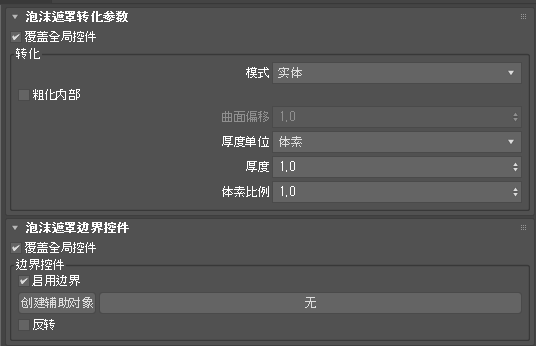 泡沫遮罩转化参数
覆盖全局控件
转化
模式 实体
粗化内部
曲面偏移 1.0
厚度单位 体素
厚度 1.0
体素比例 1.0
泡沫遮罩边界控件
覆盖全局控件
边界控件
启用边界
创建辅助对象 无
反转